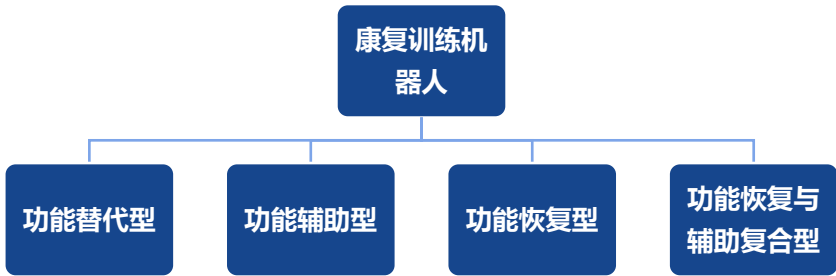 康复训练机
器人
功能替代型
功能辅助型
功能恢复型
功能恢复与
辅助复合型